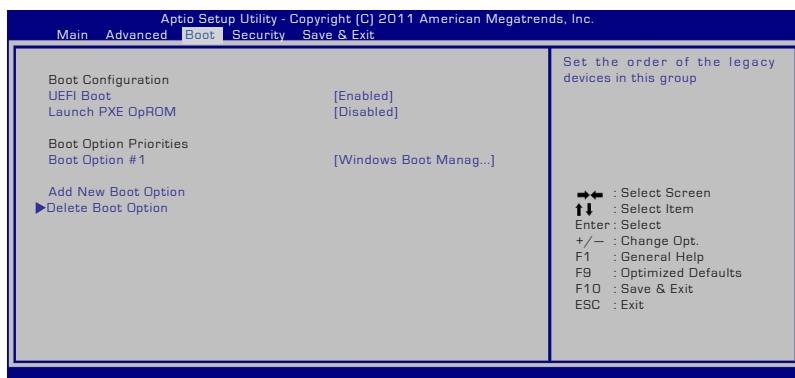 Aptio Setup Utility - Copyright (C) 2011 American Megatrends, Inc.
Main Advanced Boot Security Save & Exit
Boot Configuration
UEFI Boot [Enabled]
Launch PXE OpROM [Disabled]
Boot Option Priorities
Boot Option #1 [Windows Boot Manag...]
Add New Boot Option
▶Delete Boot Option
Set the order of the legacy
devices in this group
→← : Select Screen
↑↓ : Select Item
Enter : Select
+/— : Change Opt.
F1 : General Help
F9 : Optimized Defaults
F10 : Save & Exit
ESC : Exit